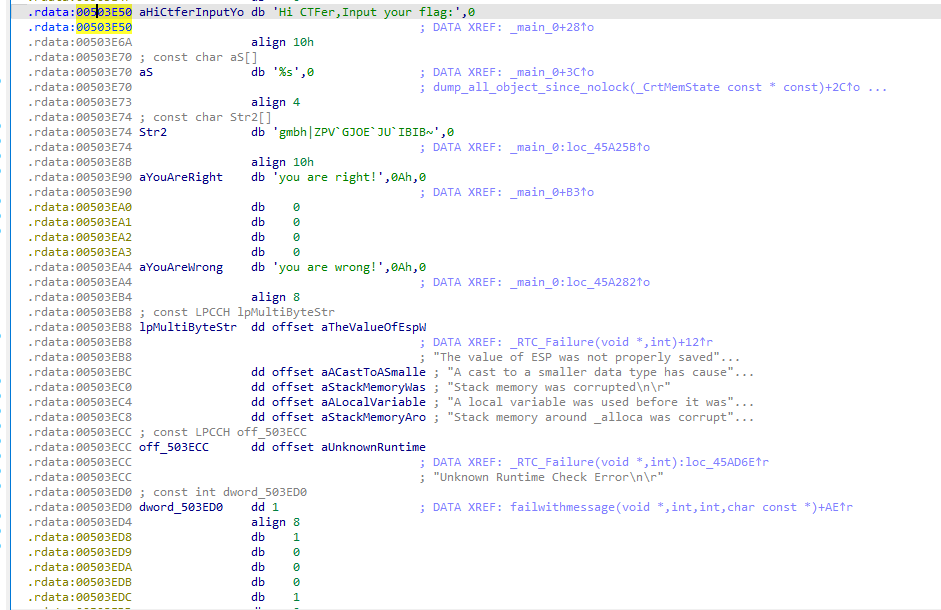 .rdata:00503E50 aHiCtferInputYo db 'Hi CTFer,Input your flag:',0
.rdata:00503E50 ; DATA XREF: _main_0+28↑o
.rdata:00503E6A align 10h
.rdata:00503E70 ; const char aS[]
.rdata:00503E70 aS db '%s',0 ; DATA XREF: _main_0+3C↑o
.rdata:00503E70 ; dump_all_object_since_nolock(_CrtMemState const * const)+2C↑o ...
.rdata:00503E73 align 4
.rdata:00503E74 ; const char Str2[]
.rdata:00503E74 Str2 db 'gmbh|ZPV`GJOE`JU`IBIB~',0
.rdata:00503E74 ; DATA XREF: _main_0:loc_45A25B↑o
.rdata:00503E8B align 10h
.rdata:00503E90 aYouAreRight db 'you are right!',0Ah,0
.rdata:00503E90 ; DATA XREF: _main_0+B3↑o
.rdata:00503EA0 db 0
.rdata:00503EA1 db 0
.rdata:00503EA2 db 0
.rdata:00503EA3 db 0
.rdata:00503EA4 aYouAreWrong db 'you are wrong!',0Ah,0
.rdata:00503EA4 ; DATA XREF: _main_0:loc_45A282↑o
.rdata:00503EB4 align 8
.rdata:00503EB8 ; const LPCCH lpMultiByteStr
.rdata:00503EB8 lpMultiByteStr dd offset aTheValueOfEspW
.rdata:00503EB8 ; DATA XREF: _RTC_Failure(void *,int)+12↑r
.rdata:00503EB8 ; "The value of ESP was not properly saved"...
.rdata:00503EBC dd offset aACastToASmalle ; "A cast to a smaller data type has cause"...
.rdata:00503EC0 dd offset aStackMemoryWas ; "Stack memory was corrupted\n\r"
.rdata:00503EC4 dd offset aALocalVariable ; "A local variable was used before it was"...
.rdata:00503EC8 dd offset aStackMemoryAro ; "Stack memory around _alloca was corrupt"...
.rdata:00503ECC ; const LPCCH off_503ECC
.rdata:00503ECC off_503ECC dd offset aUnknownRuntime
.rdata:00503ECC ; DATA XREF: _RTC_Failure(void *,int):loc_45AD6E↑r
.rdata:00503ECC ; "Unknown Runtime Check Error\n\r"
.rdata:00503ED0 ; const int dword_503ED0
.rdata:00503ED0 dword_503ED0 dd 1 ; DATA XREF: failwithmessage(void *,int,int,char const *)+AE↑r
.rdata:00503ED4 align 8
.rdata:00503ED8 db 1
.rdata:00503ED9 db 0
.rdata:00503EDA db 0
.rdata:00503EDB db 0
.rdata:00503EDC db 1